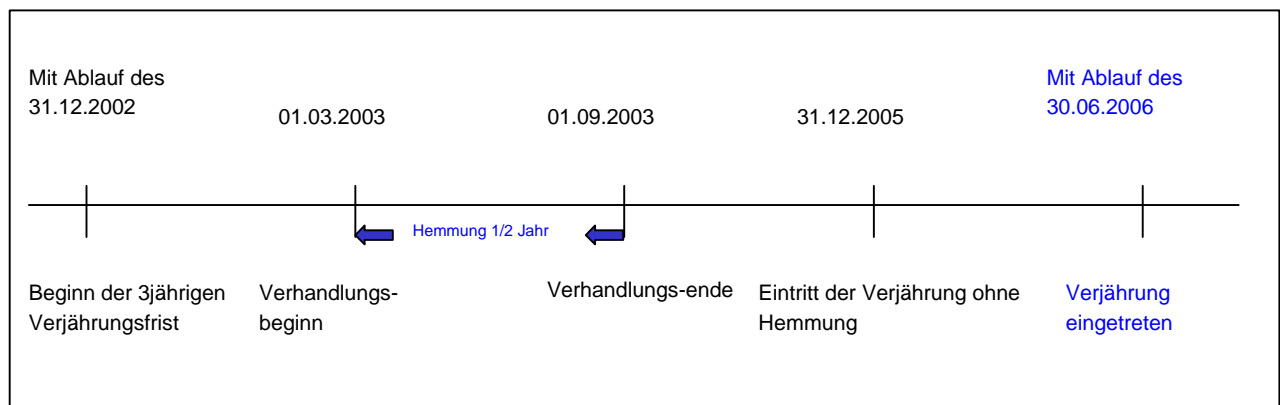 Mit Ablauf des
31.12.2002
01.03.2003
01.09.2003
31.12.2005
Mit Ablauf des
30.06.2006
Hemmung 1/2 Jahr
Beginn der 3jährigen
Verjährungsfrist
Verhandlungs-
beginn
Verhandlungs-ende
Eintritt der Verjährung ohne
Hemmung
Verjährung
eingetreten